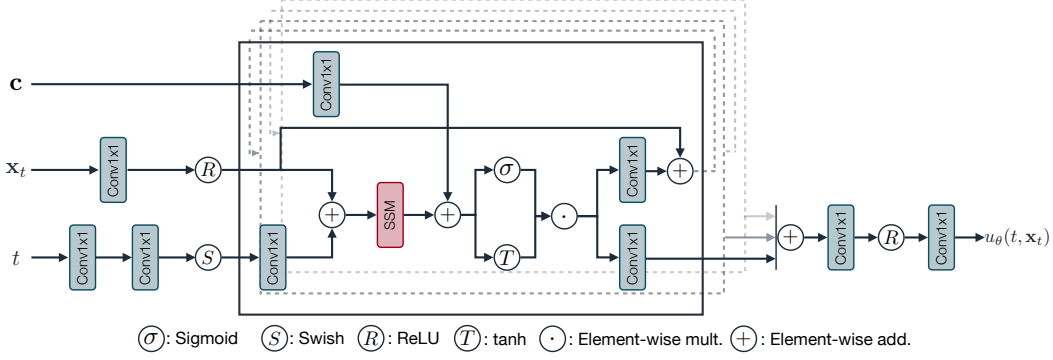 c
Conv1x1
x_t
Conv1x1
R
Conv1x1
σ
+
+
SSM
+
·
t
Conv1x1
Conv1x1
S
Conv1x1
T
Conv1x1
+
Conv1x1
R
Conv1x1
u_θ(t, x_t)
σ : Sigmoid S : Swish R : ReLU T : tanh · : Element-wise mult. + : Element-wise add.